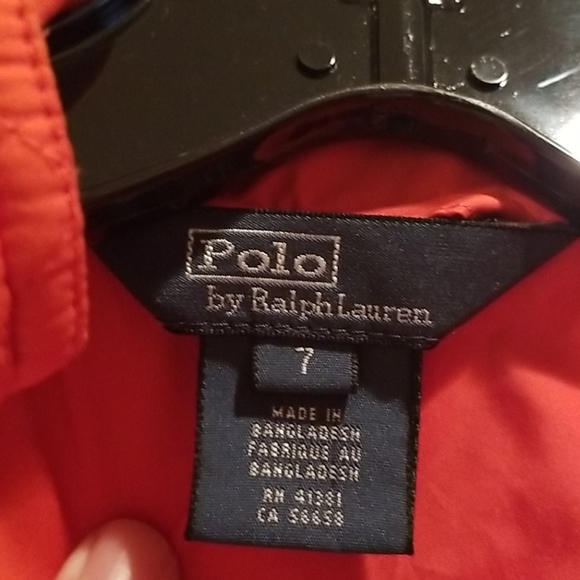 Polo
by Ralph Lauren
7
MADE IN
BANGLADESH
FABRIQUE AU
BANGLADESH
RN 41381
CA 56658